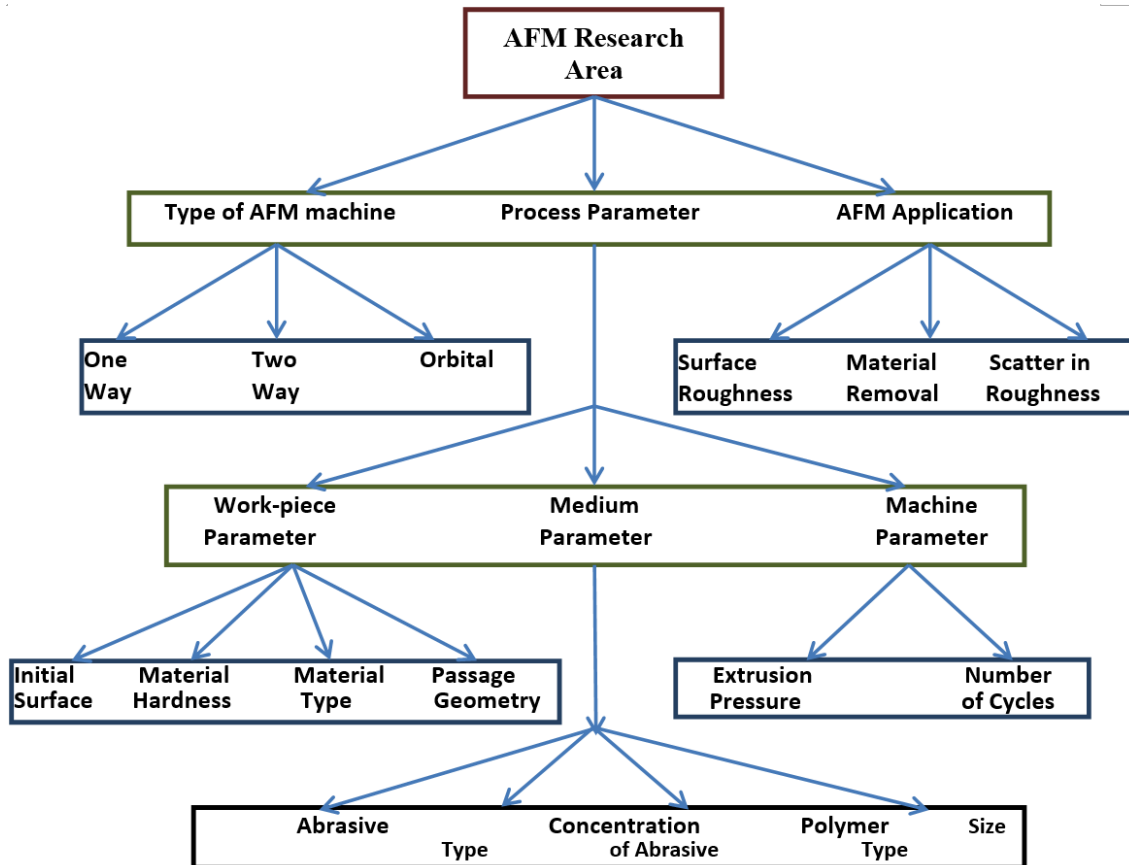 AFM Research
Area
Type of AFM machine Process Parameter AFM Application
One Two Orbital
Way Way
Surface Material Scatter in
Roughness Removal Roughness
Work-piece Medium Machine
Parameter Parameter Parameter
Initial Material Material Passage
Surface Hardness Type Geometry
Extrusion Number
Pressure of Cycles
Abrasive Concentration Polymer Size
Type of Abrasive Type